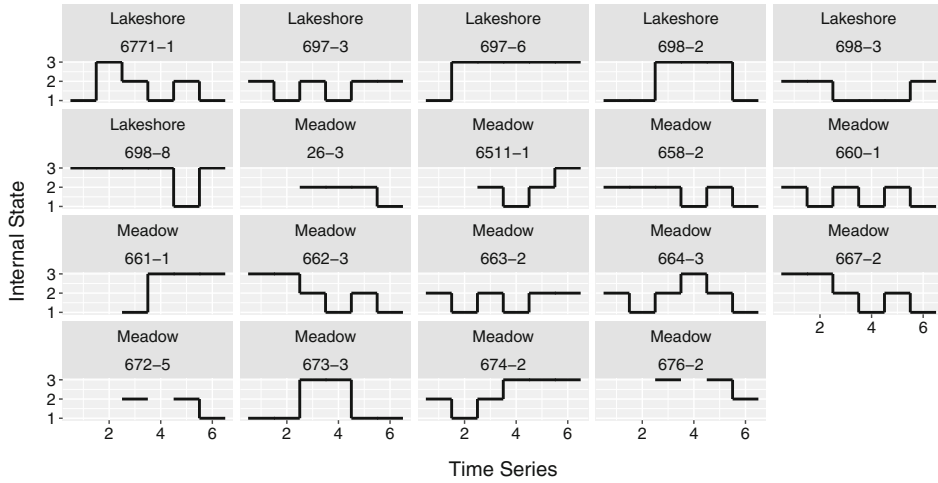 Lakeshore Lakeshore Lakeshore Lakeshore Lakeshore
6771−1 697−3 697−6 698−2 698−3
3
2
1
Lakeshore Meadow Meadow Meadow Meadow
698−8 26−3 6511−1 658−2 660−1
3
2
1
Meadow Meadow Meadow Meadow Meadow
661−1 662−3 663−2 664−3 667−2
3
2
1
2 4 6
Meadow Meadow Meadow Meadow
672−5 673−3 674−2 676−2
3
2
1
2 4 6 2 4 6 2 4 6 2 4 6
Internal State
Time Series